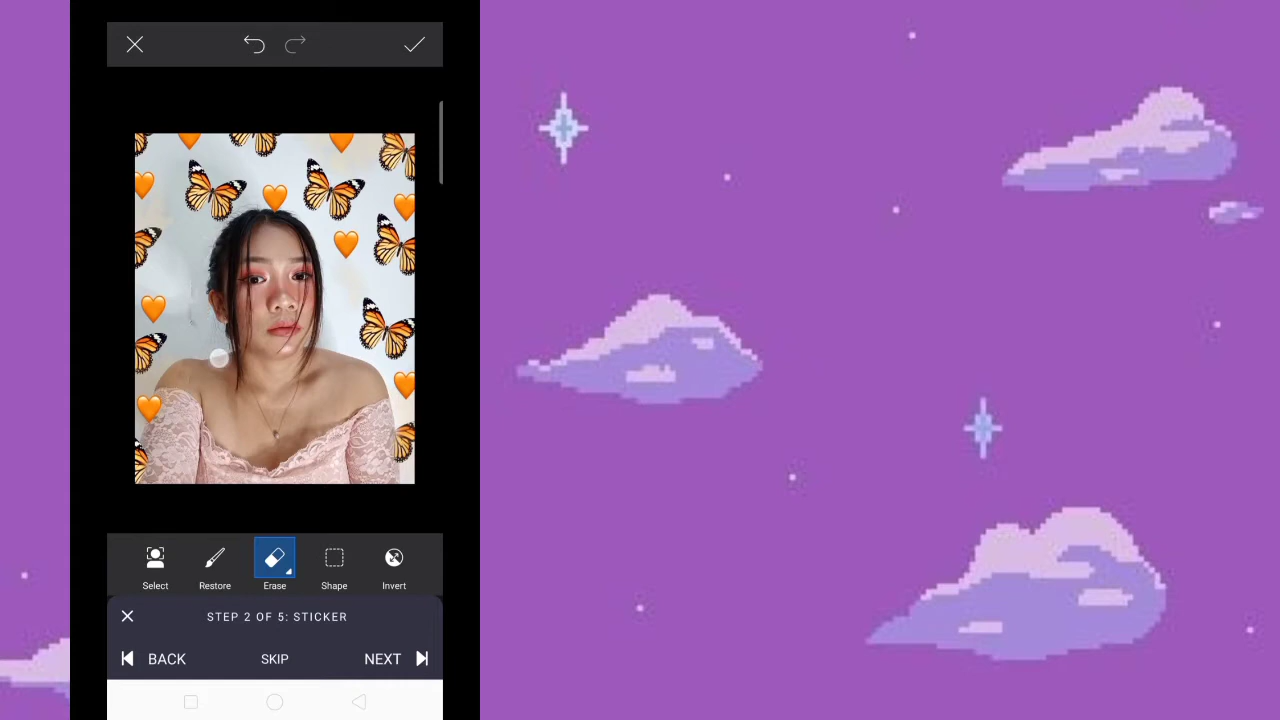 Select Restore Erase Shape Invert
STEP 2 OF 5: STICKER
BACK SKIP NEXT